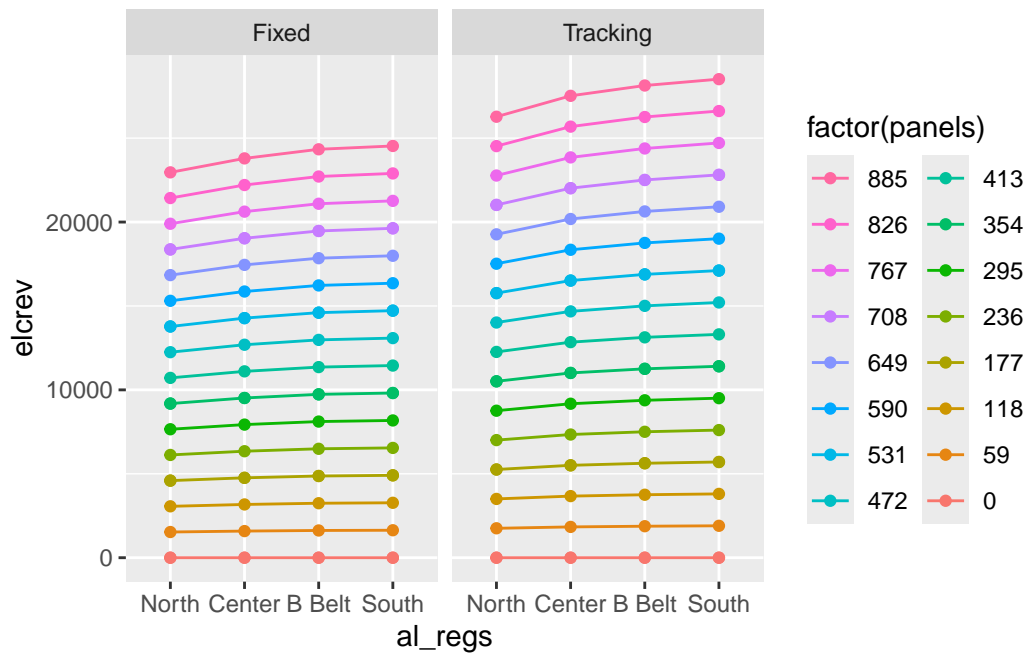 Fixed
Tracking
elcrev
20000
10000
0
North Center B Belt South
North Center B Belt South
al_regs
factor(panels)
885 413
826 354
767 295
708 236
649 177
590 118
531 59
472 0